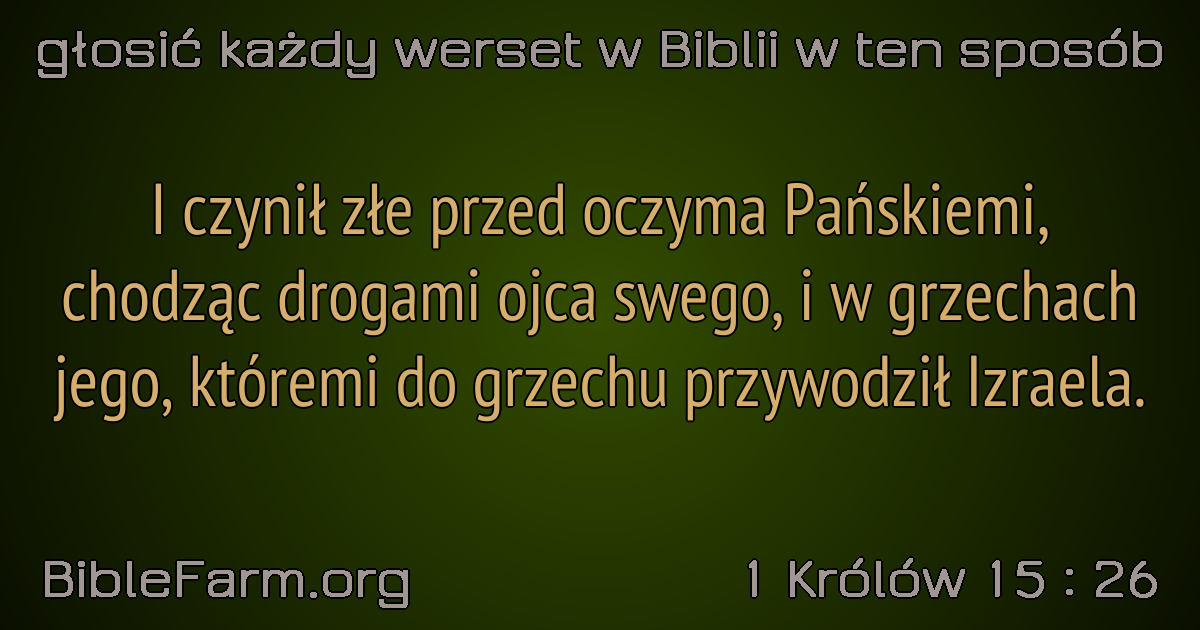 głosić każdy werset w Biblii w ten sposób
I czynił złe przed oczyma Pańskiemi,
chodząc drogami ojca swego, i w grzechach
jego, któremi do grzechu przywodził Izraela.
BibleFarm.org
1 Królów 15 : 26